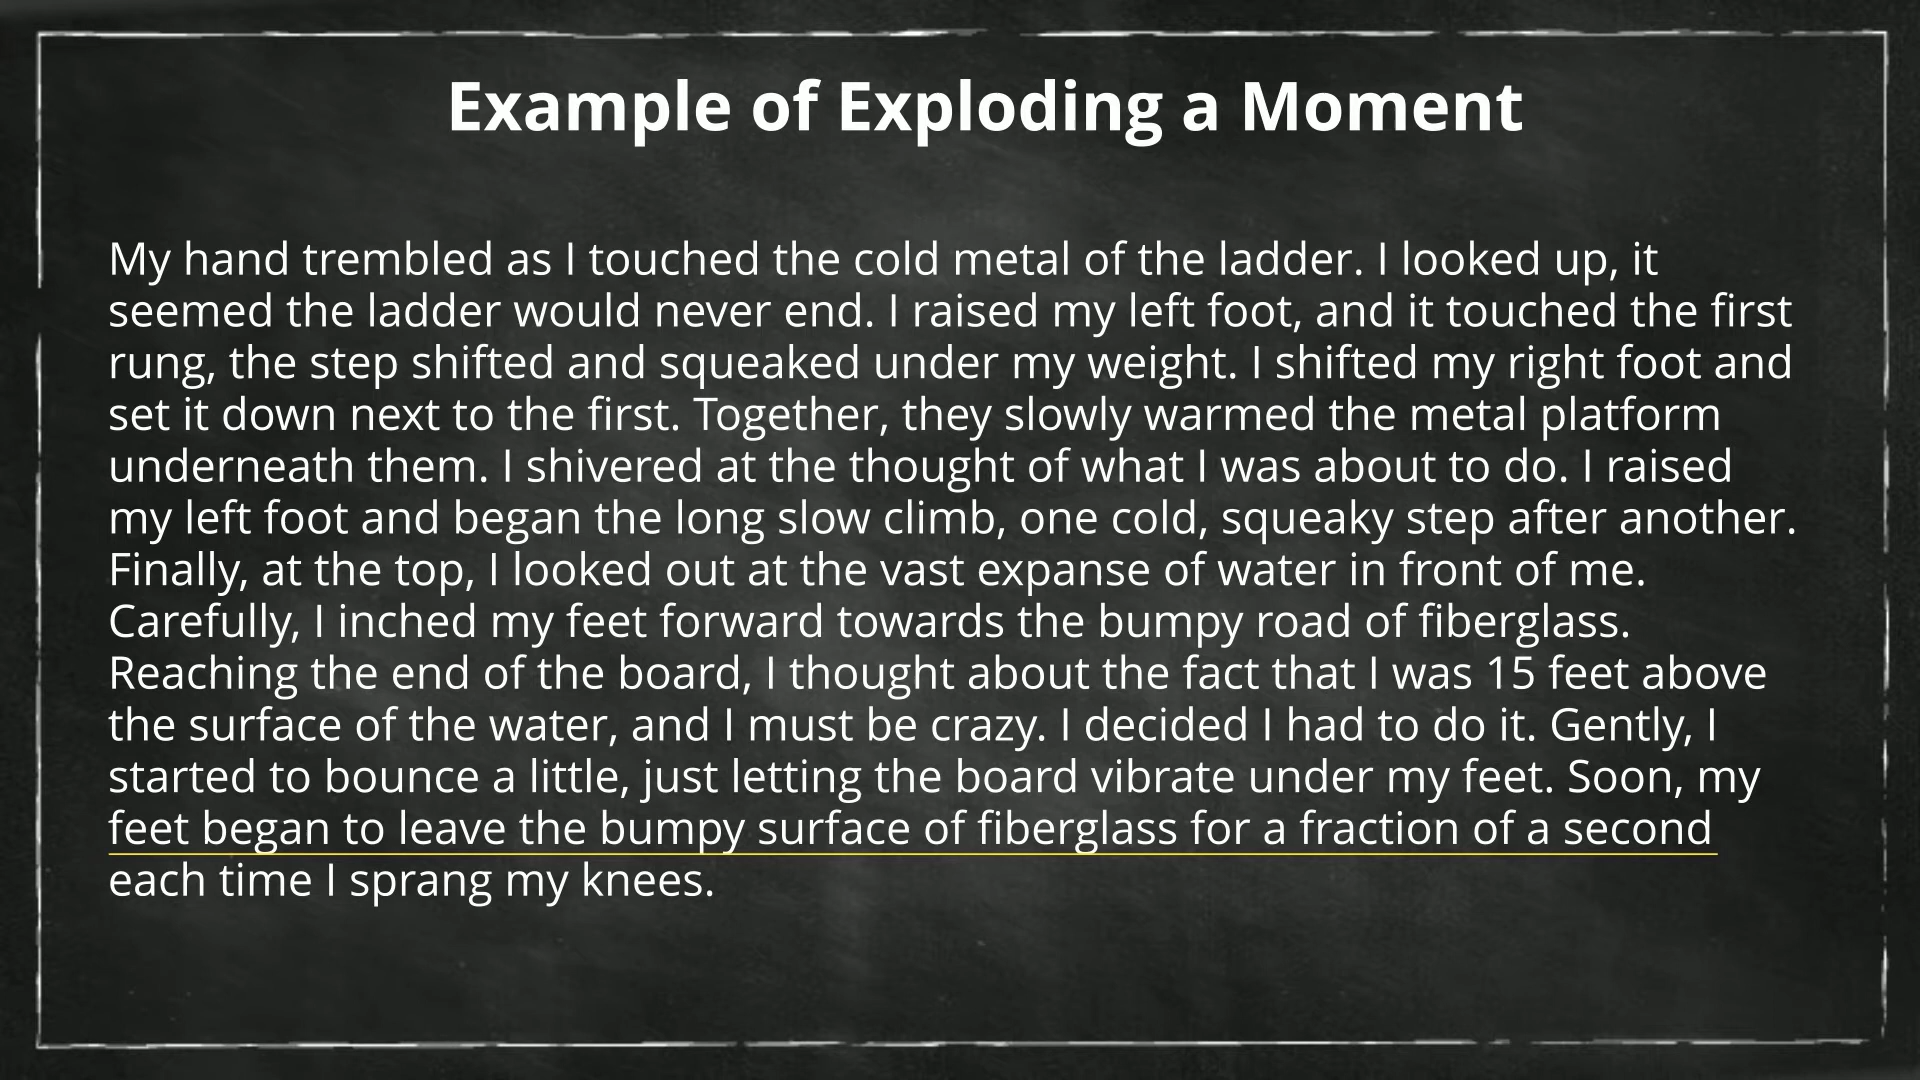 Example of Exploding a Moment
My hand trembled as I touched the cold metal of the ladder. I looked up, it
seemed the ladder would never end. I raised my left foot, and it touched the first
rung, the step shifted and squeaked under my weight. I shifted my right foot and
set it down next to the first. Together, they slowly warmed the metal platform
underneath them. I shivered at the thought of what I was about to do. I raised
my left foot and began the long slow climb, one cold, squeaky step after another.
Finally, at the top, I looked out at the vast expanse of water in front of me.
Carefully, I inched my feet forward towards the bumpy road of fiberglass.
Reaching the end of the board, I thought about the fact that I was 15 feet above
the surface of the water, and I must be crazy. I decided I had to do it. Gently, I
started to bounce a little, just letting the board vibrate under my feet. Soon, my
feet began to leave the bumpy surface of fiberglass for a fraction of a second
each time I sprang my knees.